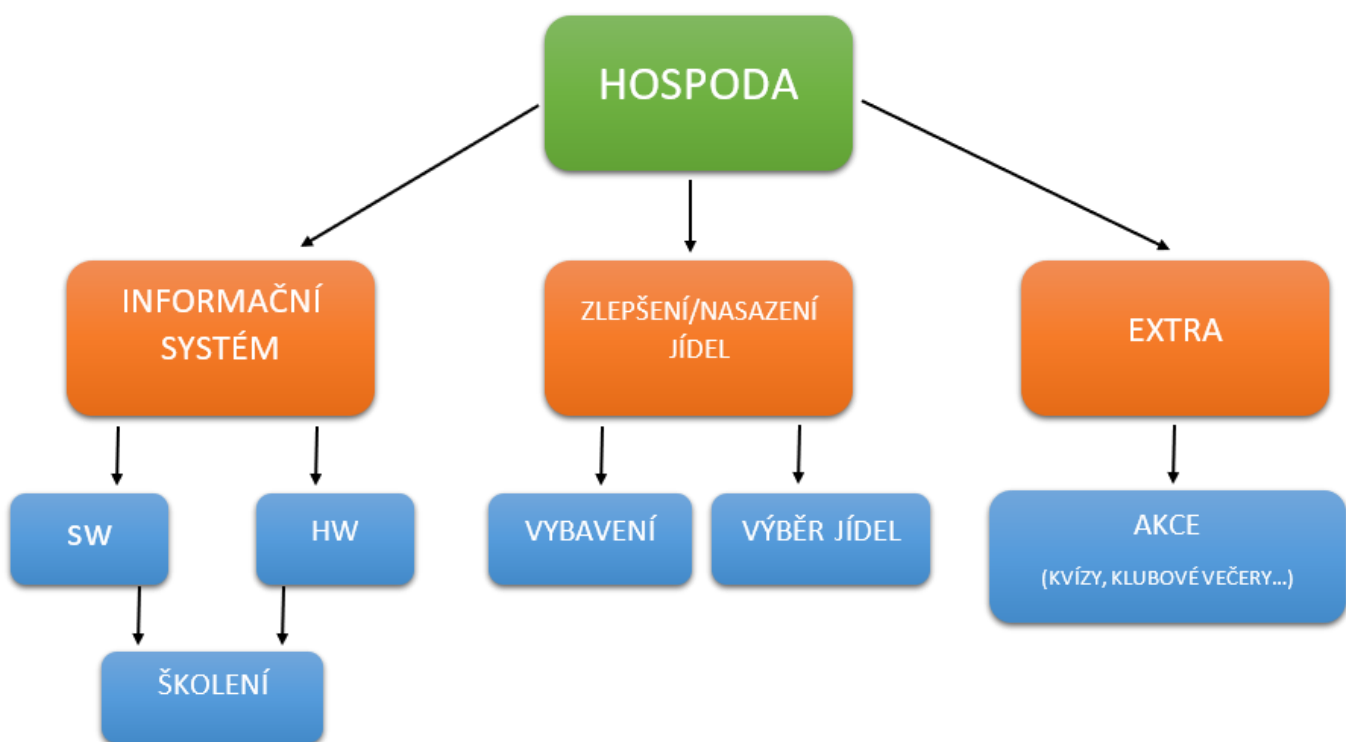 HOSPODA
INFORMAČNÍ
SYSTÉM
ZLEPŠENÍ/NASAZENÍ
JÍDEL
EXTRA
SW
HW
VYBAVENÍ
VÝBĚR JÍDEL
AKCE
(KVÍZY, KLUBOVÉ VEČERY...)
ŠKOLENÍ